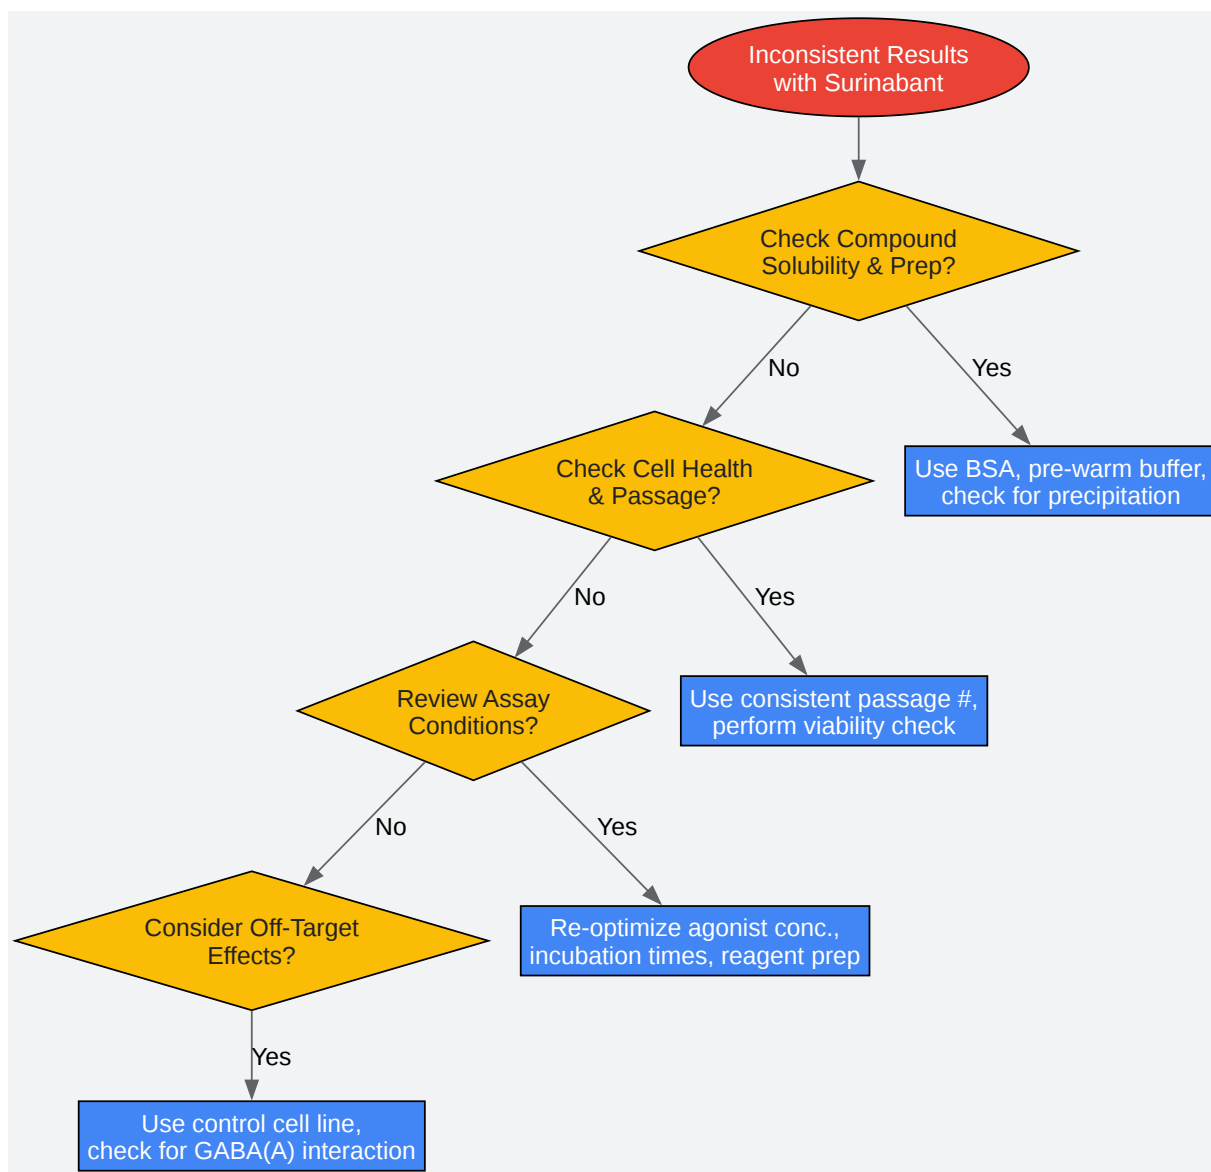 Inconsistent Results
with Surinabant
Check Compound
Solubility & Prep?
No
Yes
Check Cell Health
& Passage?
Use BSA, pre-warm buffer,
check for precipitation
No
Yes
Review Assay
Conditions?
Use consistent passage #,
perform viability check
No
Yes
Consider Off-Target
Effects?
Re-optimize agonist conc.,
incubation times, reagent prep
Yes
Use control cell line,
check for GABA(A) interaction